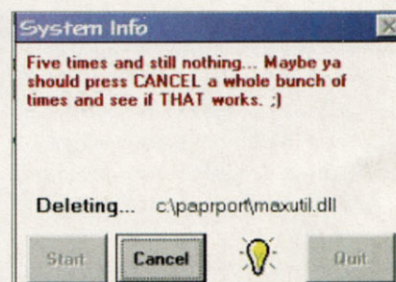 System Info
Five times and still nothing... Maybe ya
should press CANCEL a whole bunch of
times and see if THAT works. ;)
Deleting... c:\paprport\maxutil.dll
Start Cancel Quit